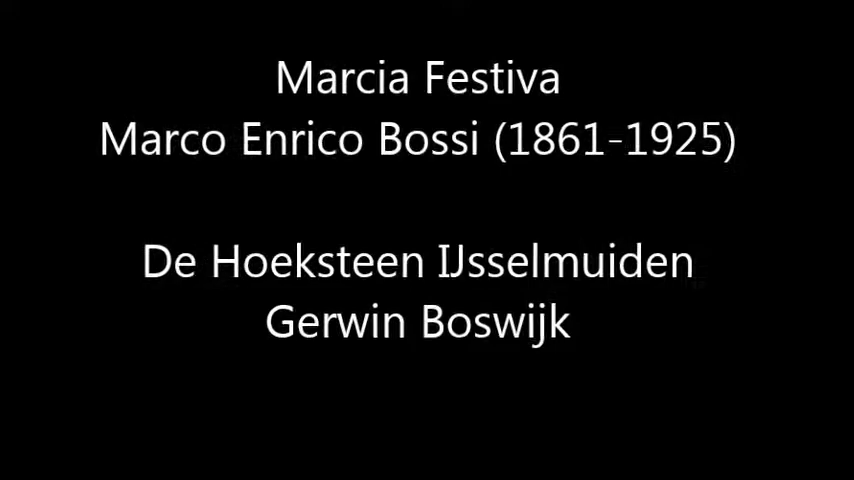 Marcia Festiva
Marco Enrico Bossi (1861-1925)
De Hoeksteen IJsselmuiden
Gerwin Boswijk